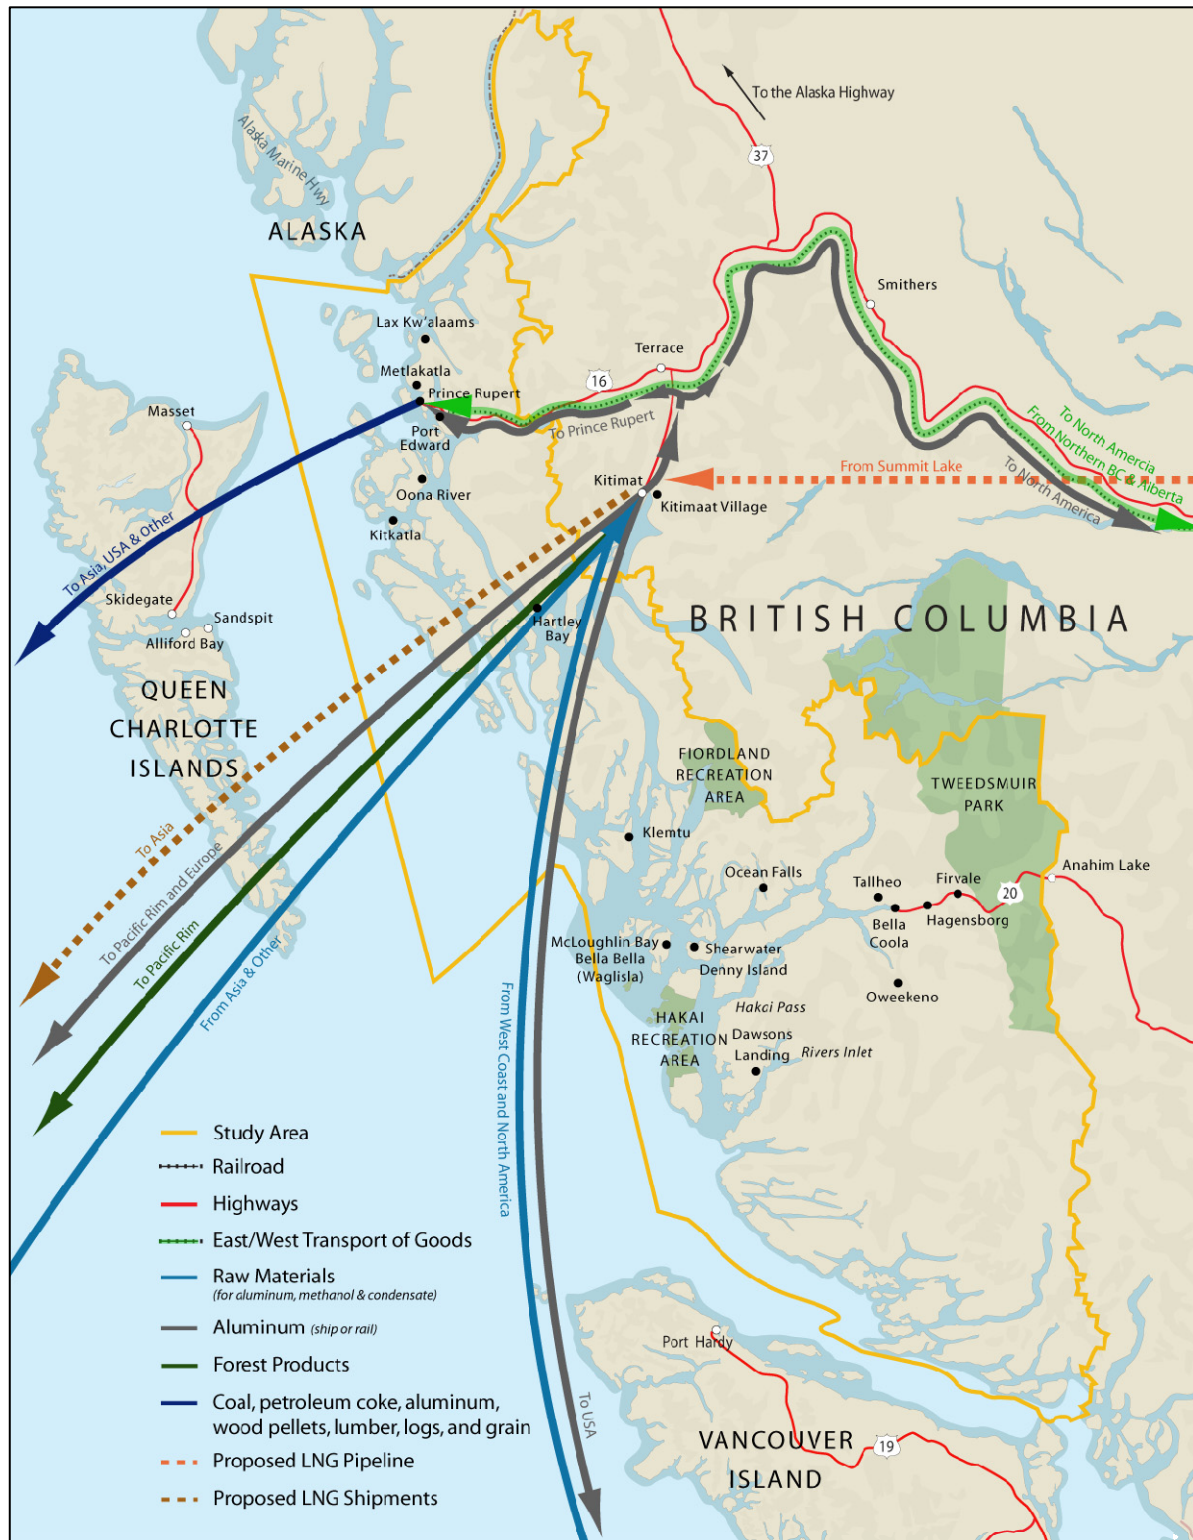 To the Alaska Highway
37
Alaska Marine Hwy
ALASKA
Smithers
Lax Kw'alaams
Terrace
Metlakatla
16
Prince Rupert
Masset
Port
Edward
To Prince Rupert
To North Amercia
From Northern BC & Alberta
To North America
From Summit Lake
Kitimat
Kitimaat Village
Oona River
Kitkatla
To Asia, USA & Other
Skidegate
Sandspit
Alliford Bay
Hartley
Bay
BRITISH COLUMBIA
QUEEN
CHARLOTTE
ISLANDS
FIORDLAND
RECREATION
AREA
TWEEDSMUIR
PARK
To Asia
To Pacific Rim and Europe
To Pacific Rim
From Asia & Other
Klemtu
Ocean Falls
Tallheo
Firvale
20
Anahim Lake
Bella
Coola
Hagensborg
McLoughlin Bay
Bella Bella
(Waglisla)
Shearwater
Denny Island
Oweekeno
From West Coast and North America
HAKAI
RECREATION
AREA
Hakai Pass
Dawsons
Landing
Rivers Inlet
Study Area
Railroad
Highways
East/West Transport of Goods
Raw Materials
(for aluminum, methanol & condensate)
Aluminum (ship or rail)
Forest Products
Coal, petroleum coke, aluminum,
wood pellets, lumber, logs, and grain
Proposed LNG Pipeline
Proposed LNG Shipments
To USA
Port Hardy
VANCOUVER
ISLAND
19